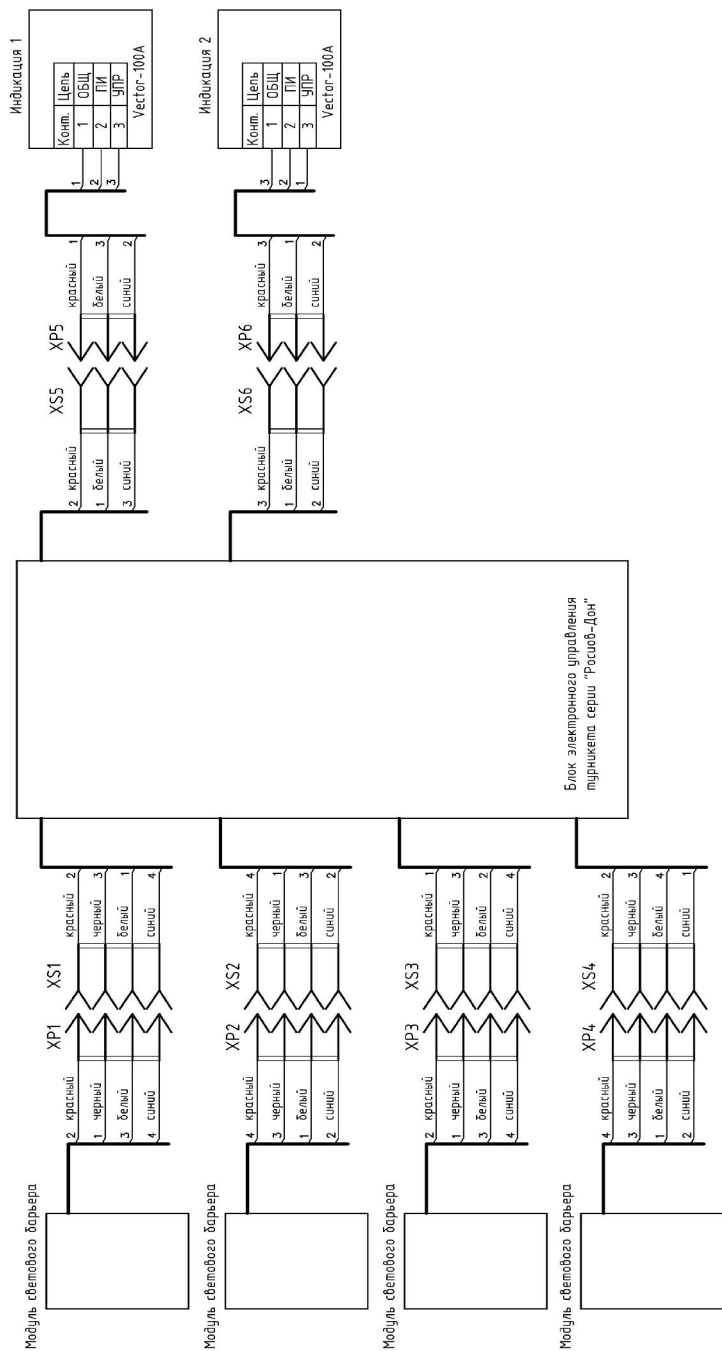 Модуль светового барьера
XP1 XS1
2 красный красный 2
1 черный черный 3
3 белый белый 1
4 синий синий 4
Модуль светового барьера
XP2 XS2
4 красный красный 4
3 черный черный 1
1 белый белый 3
2 синий синий 2
Модуль светового барьера
XP3 XS3
2 красный красный 1
1 черный черный 3
3 белый белый 2
4 синий синий 4
Модуль светового барьера
XP4 XS4
4 красный красный 2
3 черный черный 3
1 белый белый 4
2 синий синий 1
Блок электронного управления
турникета серии "Ростов-Дон"
XS5 XP5
2 красный красный 1
1 белый белый 3
3 синий синий 2
1
2
3
Индикация 1
Конт. Цепь
1 ОБЩ
2 ПИ
3 УПР
Vector-100A
XS6 XP6
3 красный красный 3
1 белый белый 1
2 синий синий 2
3
2
1
Индикация 2
Конт. Цепь
1 ОБЩ
2 ПИ
3 УПР
Vector-100A